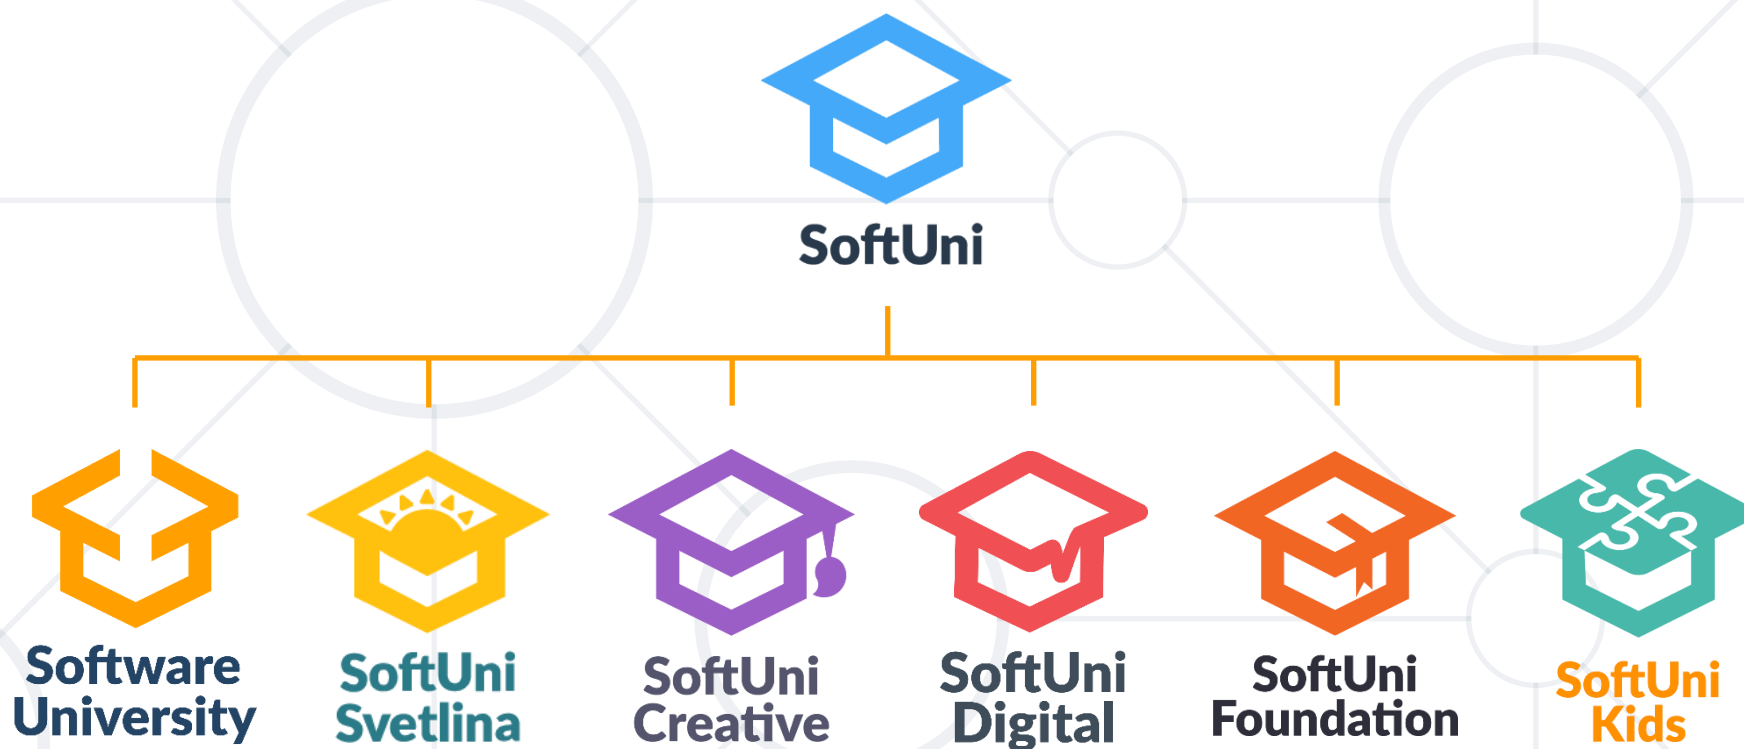 SoftUni
Software
University
SoftUni
Svetlina
SoftUni
Creative
SoftUni
Digital
SoftUni
Foundation
SoftUni
Kids